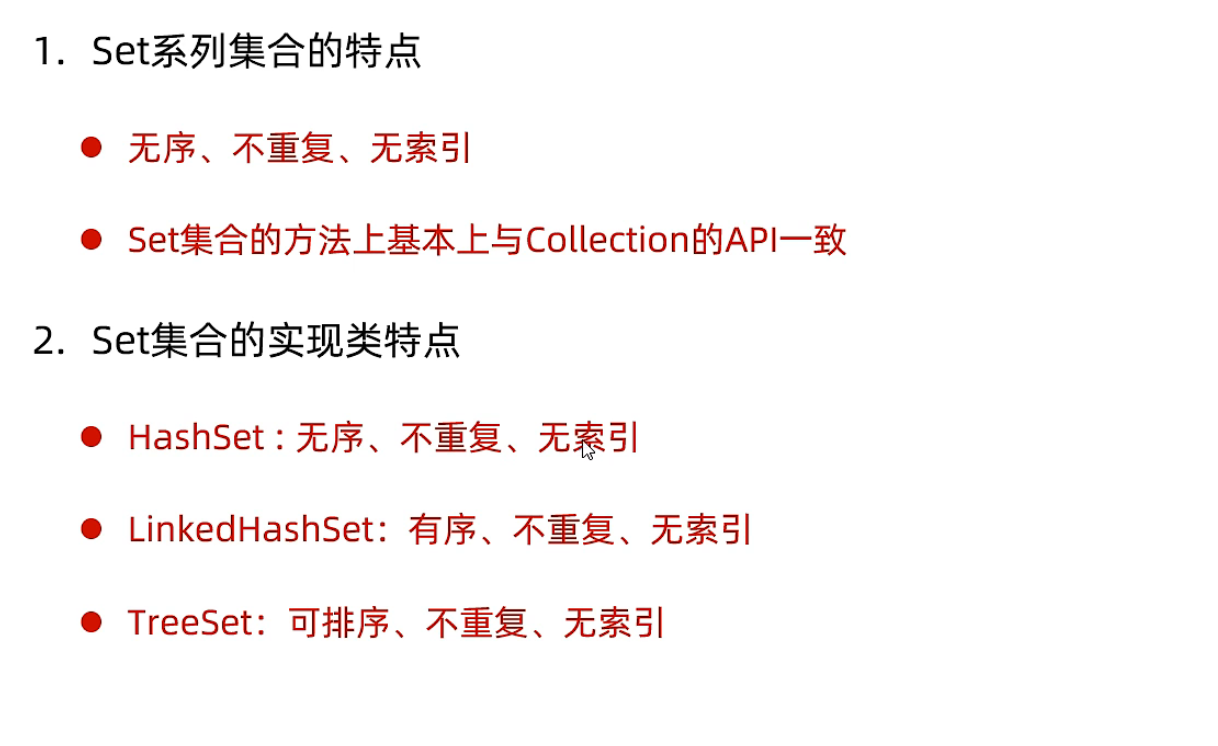 1. Set系列集合的特点
● 无序、不重复、无索引
● Set集合的方法上基本上与Collection的API一致
2. Set集合的实现类特点
● HashSet : 无序、不重复、无索引
● LinkedHashSet：有序、不重复、无索引
● TreeSet：可排序、不重复、无索引